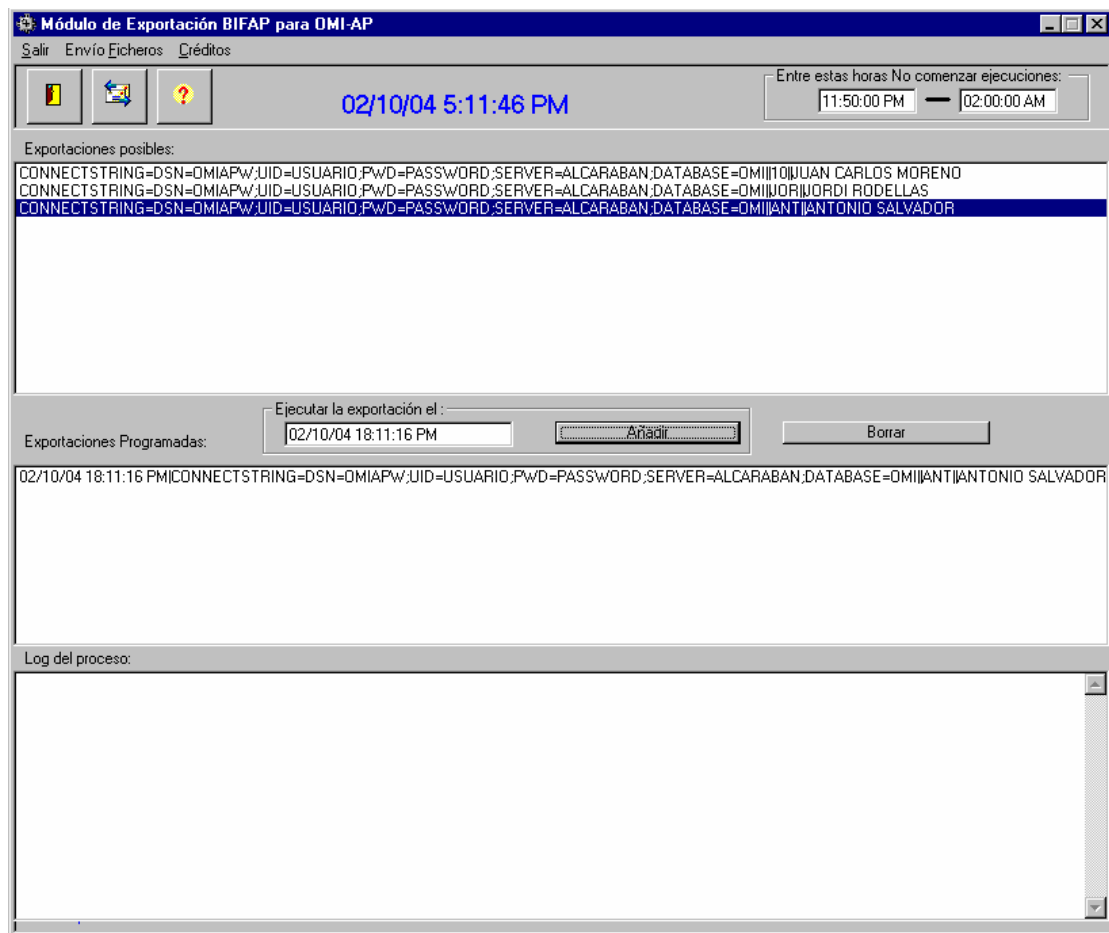 Módulo de Exportación BIFAP para OMI-AP
Salir Envío Ficheros Créditos
02/10/04 5:11:46 PM
Entre estas horas No comenzar ejecuciones:
11:50:00 PM — 02:00:00 AM
Exportaciones posibles:
CONNECTSTRING=DSN=OMIAPW;UID=USUARIO;PWD=PASSWORD;SERVER=ALCARABAN;DATABASE=OMI||10||JUAN CARLOS MORENO
CONNECTSTRING=DSN=OMIAPW;UID=USUARIO;PWD=PASSWORD;SERVER=ALCARABAN;DATABASE=OMI||JOR||JORDI RODELLAS
CONNECTSTRING=DSN=OMIAPW;UID=USUARIO;PWD=PASSWORD;SERVER=ALCARABAN;DATABASE=OMI||ANT||ANTONIO SALVADOR
Ejecutar la exportación el :
Exportaciones Programadas:
02/10/04 18:11:16 PM
Añadir
Borrar
02/10/04 18:11:16 PM|CONNECTSTRING=DSN=OMIAPW;UID=USUARIO;PWD=PASSWORD;SERVER=ALCARABAN;DATABASE=OMI||ANT||ANTONIO SALVADOR
Log del proceso: